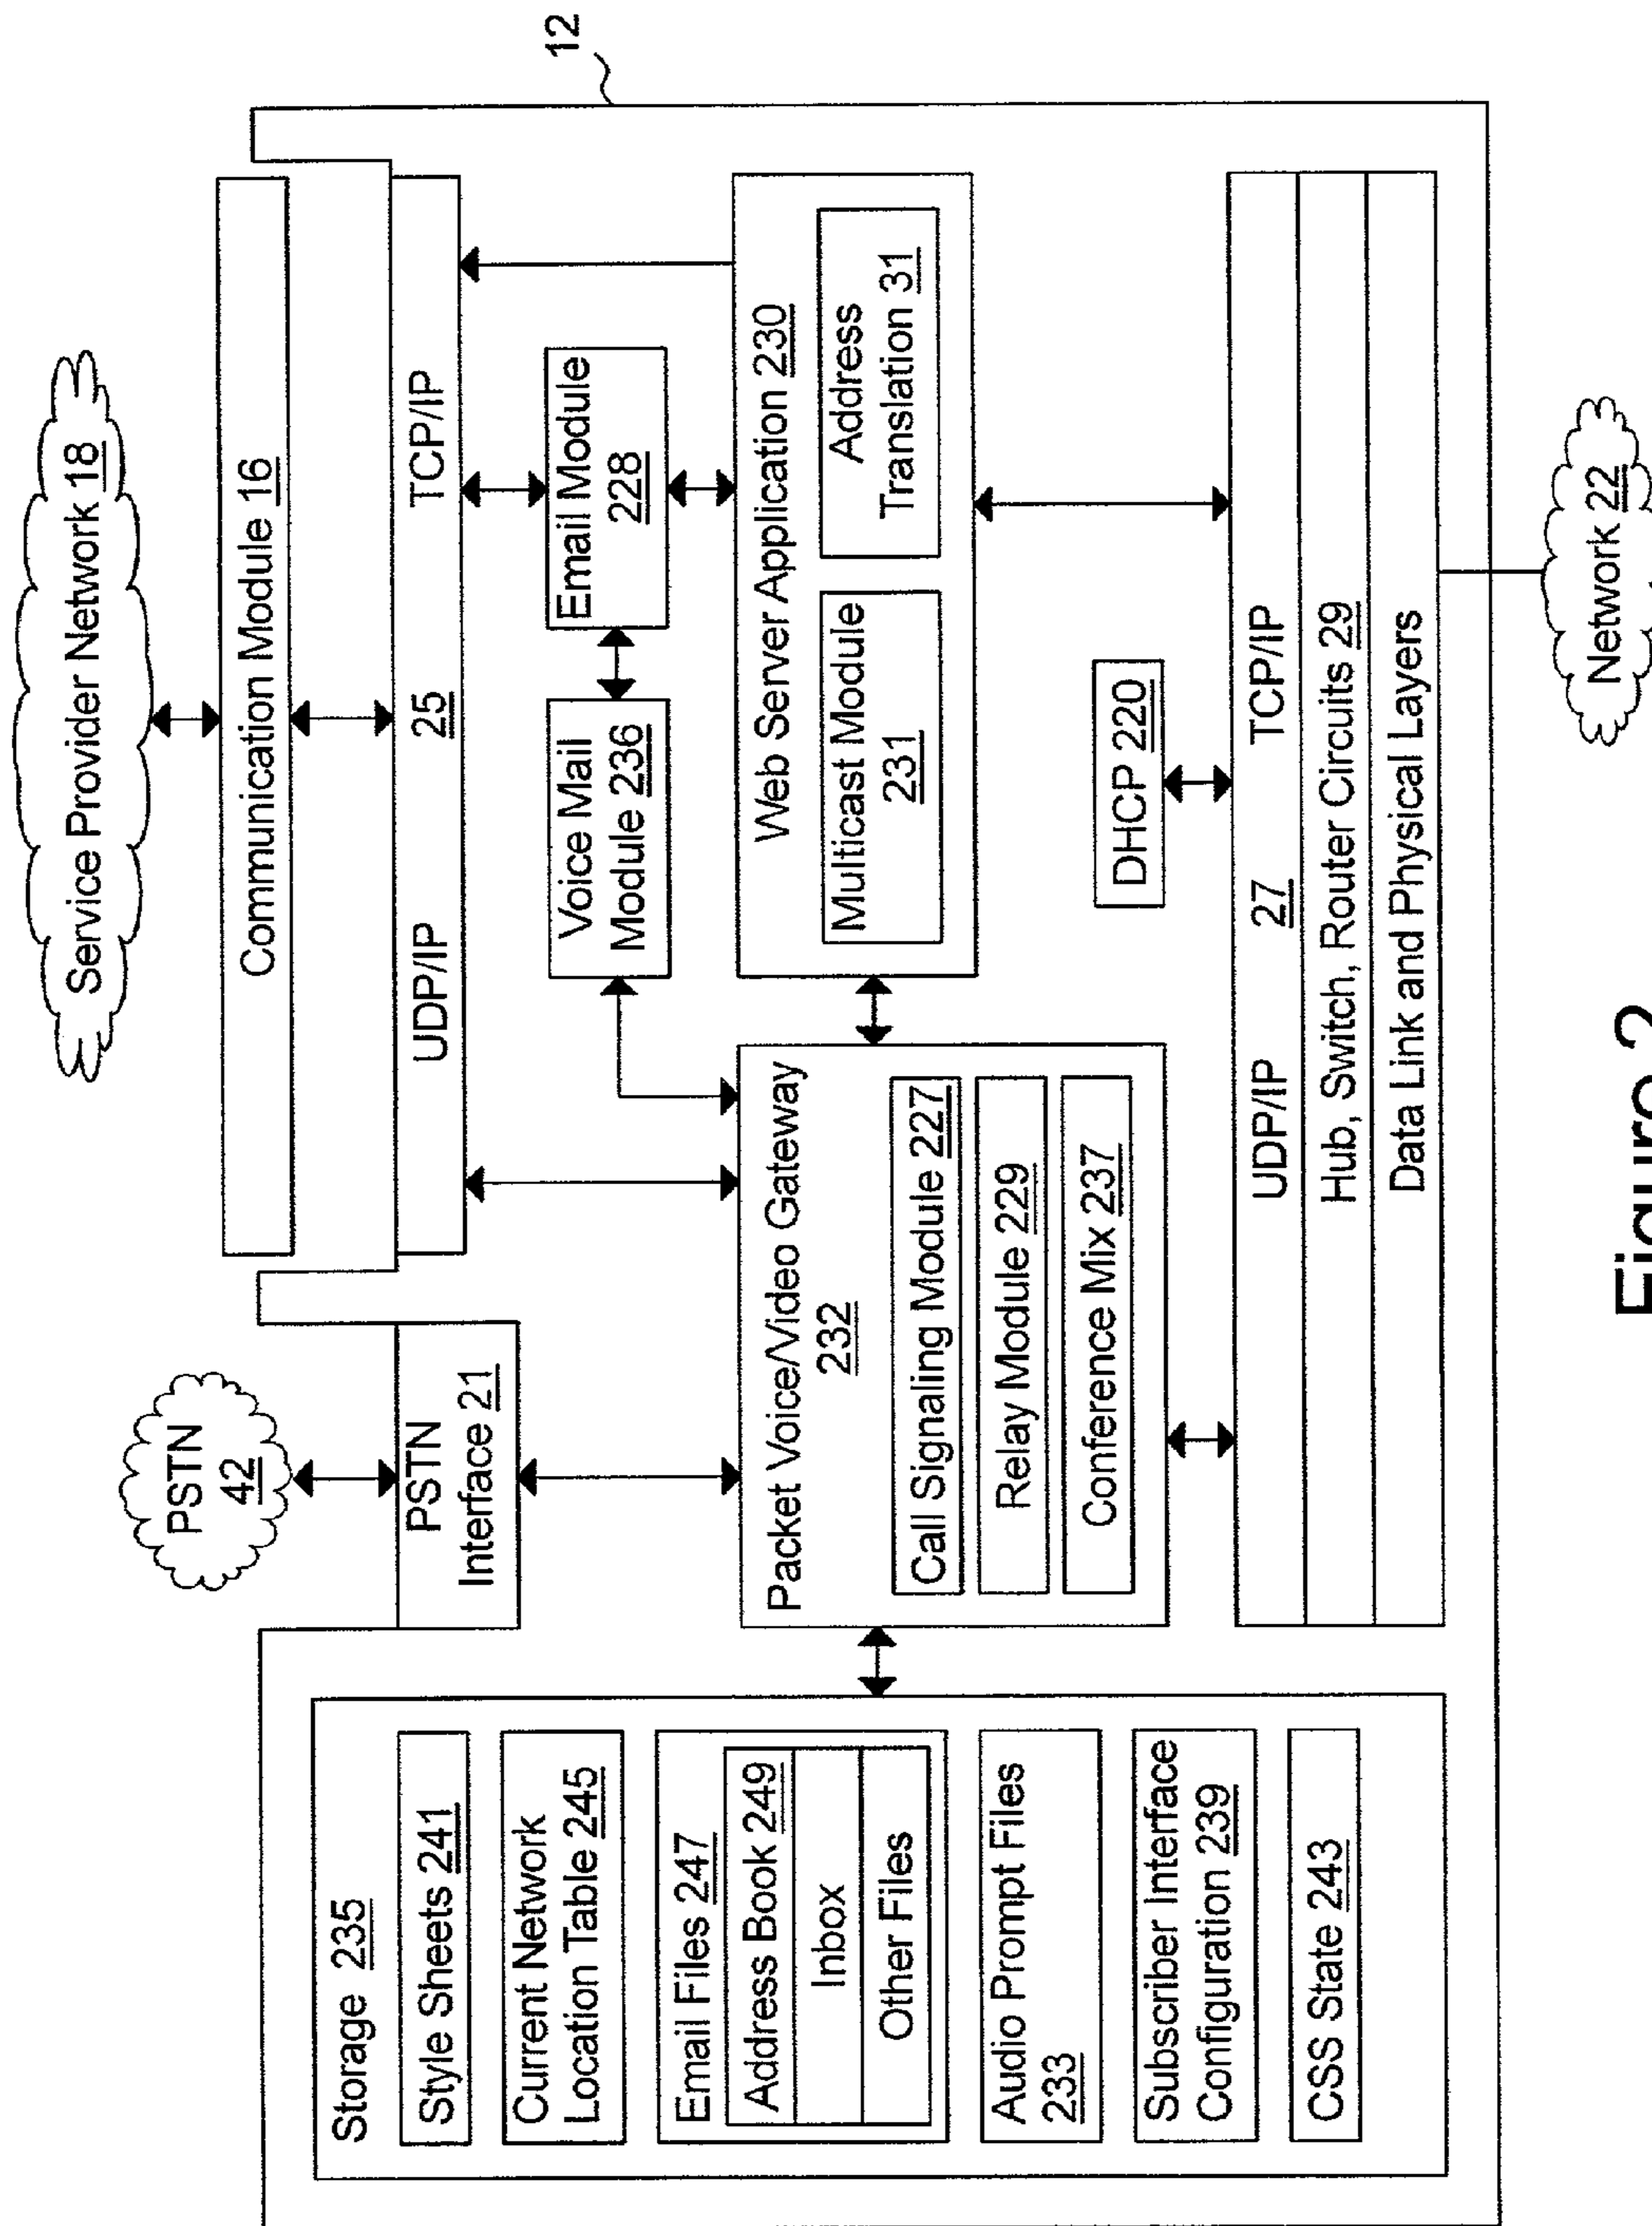 Service Provider Network 18
PSTN
42
Communication Module 16
12
PSTN
Interface 21
UDP/IP
25
TCP/IP
Storage 235
Style Sheets 241
Current Network
Location Table 245
Email Files 247
Address Book 249
Inbox
Other Files
Audio Prompt Files
233
Subscriber Interface
Configuration 239
CSS State 243
Voice Mail
Module 236
Email Module
228
Packet Voice/Video Gateway
232
Call Signaling Module 227
Relay Module 229
Conference Mix 237
Web Server Application 230
Multicast Module
231
Address
Translation 31
DHCP 220
UDP/IP
27
TCP/IP
Hub, Switch, Router Circuits 29
Data Link and Physical Layers
Network 22
Figure 2